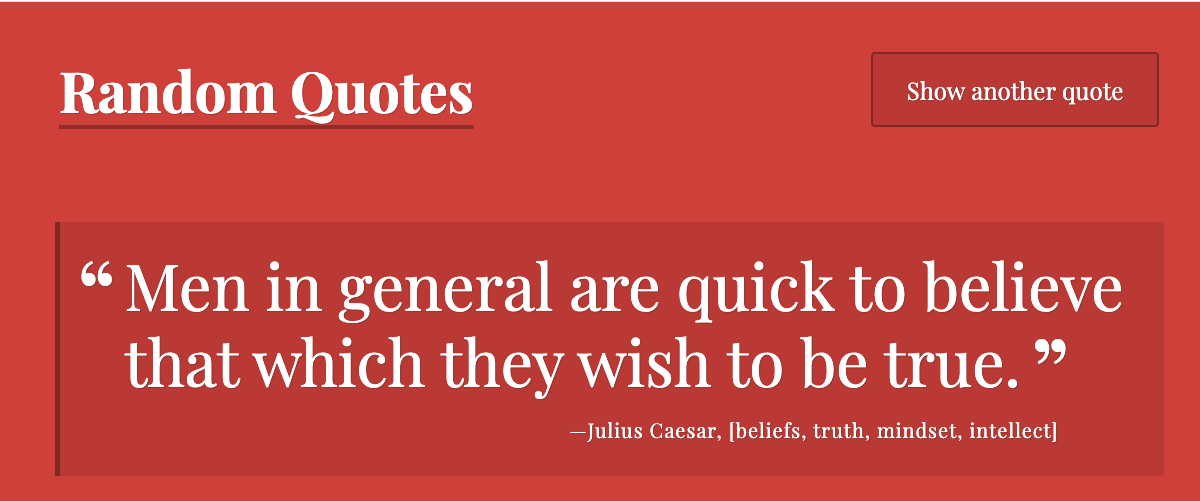 Random Quotes
Show another quote
“Men in general are quick to believe
that which they wish to be true.”
—Julius Caesar, [beliefs, truth, mindset, intellect]